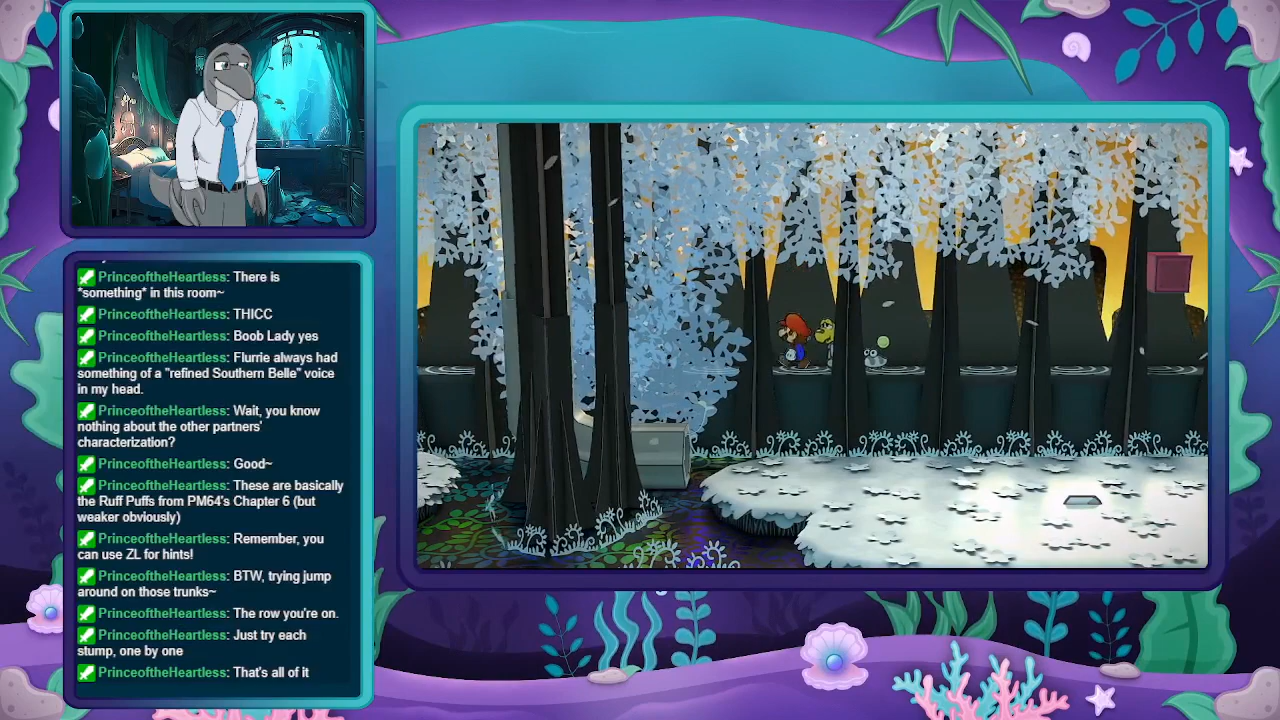 PrinceoftheHeartless: There is
*something* in this room~
PrinceoftheHeartless: THICC
PrinceoftheHeartless: Boob Lady yes
PrinceoftheHeartless: Flurrie always had
something of a "refined Southern Belle" voice
in my head.
PrinceoftheHeartless: Wait, you know
nothing about the other partners'
characterization?
PrinceoftheHeartless: Good~
PrinceoftheHeartless: These are basically
the Ruff Puffs from PM64's Chapter 6 (but
weaker obviously)
PrinceoftheHeartless: Remember, you
can use ZL for hints!
PrinceoftheHeartless: BTW, trying jump
around on those trunks~
PrinceoftheHeartless: The row you're on.
PrinceoftheHeartless: Just try each
stump, one by one
PrinceoftheHeartless: That's all of it